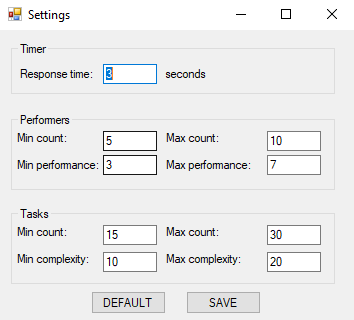 Settings
Timer
Response time: 3 seconds
Performers
Min count: 5 Max count: 10
Min performance: 3 Max performance: 7
Tasks
Min count: 15 Max count: 30
Min complexity: 10 Max complexity: 20
DEFAULT SAVE